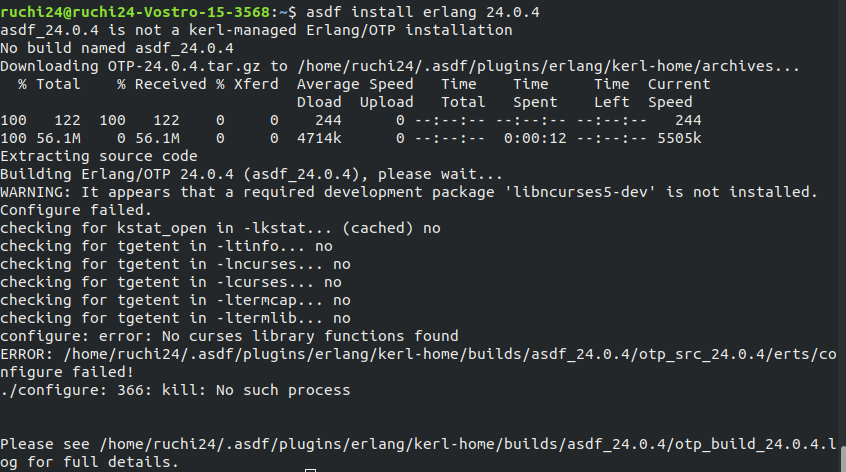 ruchi24@ruchi24-Vostro-15-3568:~$ asdf install erlang 24.0.4
asdf_24.0.4 is not a kerl-managed Erlang/OTP installation
No build named asdf_24.0.4
Downloading OTP-24.0.4.tar.gz to /home/ruchi24/.asdf/plugins/erlang/kerl-home/archives...
  % Total    % Received % Xferd  Average Speed   Time    Time     Time  Current
                                 Dload  Upload   Total   Spent    Left  Speed
100   122  100   122    0     0    244      0 --:--:-- --:--:-- --:--:--   244
100 56.1M    0 56.1M    0     0  4714k      0 --:--:--  0:00:12 --:--:-- 5505k
Extracting source code
Building Erlang/OTP 24.0.4 (asdf_24.0.4), please wait...
WARNING: It appears that a required development package 'libncurses5-dev' is not installed.
Configure failed.
checking for kstat_open in -lkstat... (cached) no
checking for tgetent in -ltinfo... no
checking for tgetent in -lncurses... no
checking for tgetent in -lcurses... no
checking for tgetent in -ltermcap... no
checking for tgetent in -ltermlib... no
configure: error: No curses library functions found
ERROR: /home/ruchi24/.asdf/plugins/erlang/kerl-home/builds/asdf_24.0.4/otp_src_24.0.4/erts/co
nfigure failed!
./configure: 366: kill: No such process
Please see /home/ruchi24/.asdf/plugins/erlang/kerl-home/builds/asdf_24.0.4/otp_build_24.0.4.l
og for full details.